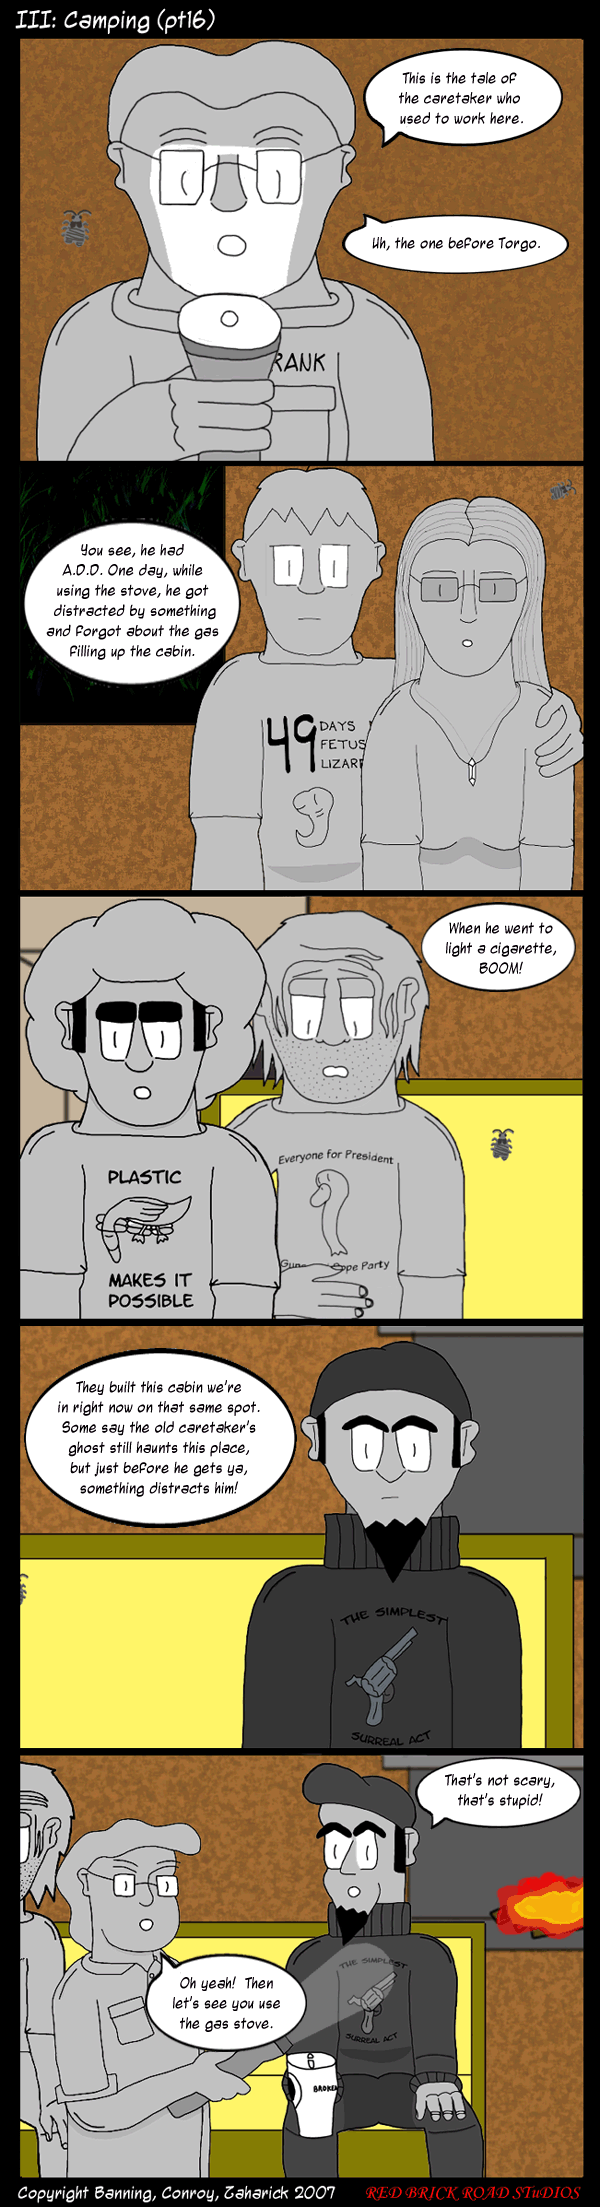 III: Camping (pt16)
This is the tale of
the caretaker who
used to work here.
Uh, the one before Torgo.
RANK
You see, he had
A.D.D. One day, while
using the stove, he got
distracted by something
and forgot about the gas
filling up the cabin.
49
DAYS
FETUS
LIZAR
When he went to
light a cigarette,
BOOM!
PLASTIC
MAKES IT
POSSIBLE
Everyone for President
ope Party
They built this cabin we're
in right now on that same spot.
Some say the old caretaker's
ghost still haunts this place,
but just before he gets ya,
something distracts him!
THE SIMPLEST
SURREAL ACT
That's not scary,
that's stupid!
Oh yeah! Then
let's see you use
the gas stove.
THE SIMPLEST
SURREAL ACT
BROKE
Copyright Banning, Conroy, Zaharick 2007
RED BRICK ROAD STuDIOS